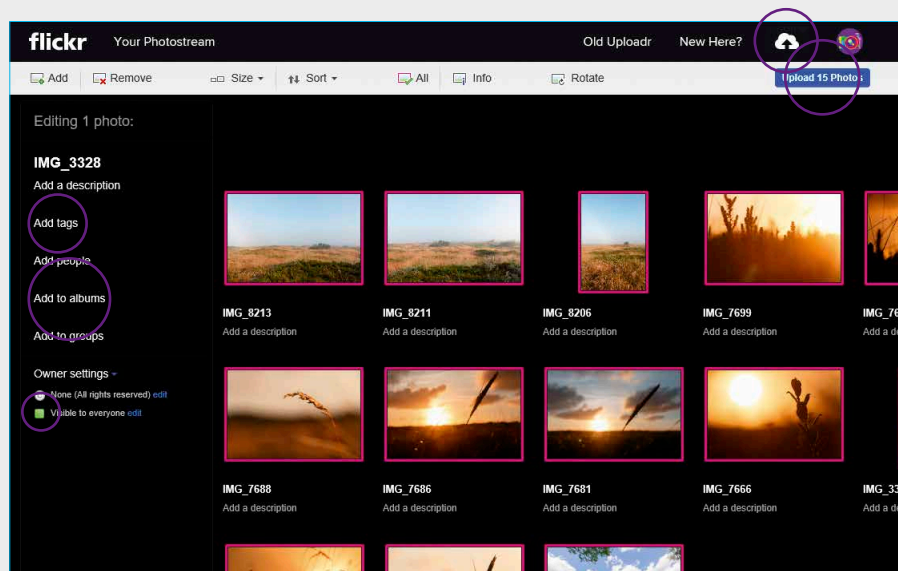 flickr Your Photostream Old Uploadr New Here?
Add Remove Size Sort All Info Rotate Upload 15 Photos
Editing 1 photo:
IMG_3328
Add a description
Add tags
Add people
Add to albums
Add to groups
Owner settings
None (All rights reserved) edit
Visible to everyone edit
IMG_8213 IMG_8211 IMG_8206 IMG_7699
Add a description Add a description Add a description Add a description Add a
IMG_7688 IMG_7686 IMG_7681 IMG_7666
Add a description Add a description Add a description Add a description Add a